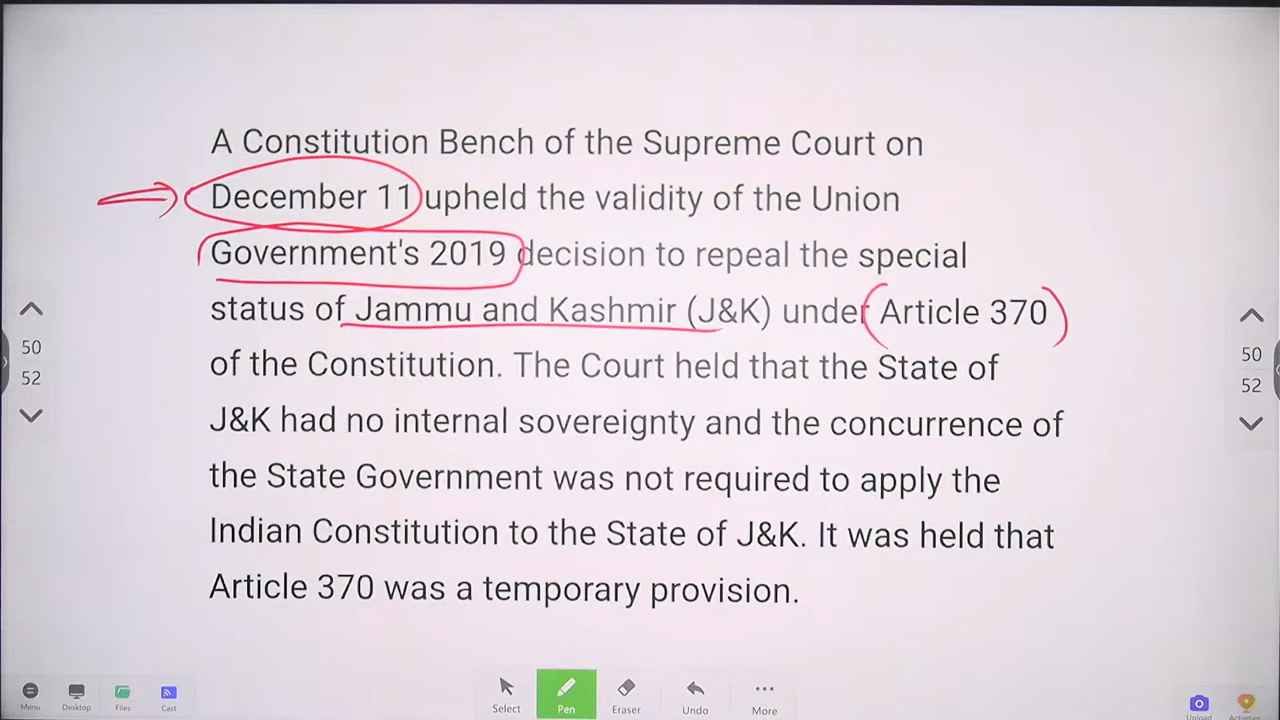 A Constitution Bench of the Supreme Court on
December 11 upheld the validity of the Union
Government's 2019 decision to repeal the special
status of Jammu and Kashmir (J&K) under Article 370
of the Constitution. The Court held that the State of
J&K had no internal sovereignty and the concurrence of
the State Government was not required to apply the
Indian Constitution to the State of J&K. It was held that
Article 370 was a temporary provision.
50
52
50
52
Menu
Desktop
Files
Cast
Select
Pen
Eraser
Undo
More
Upload
Activities